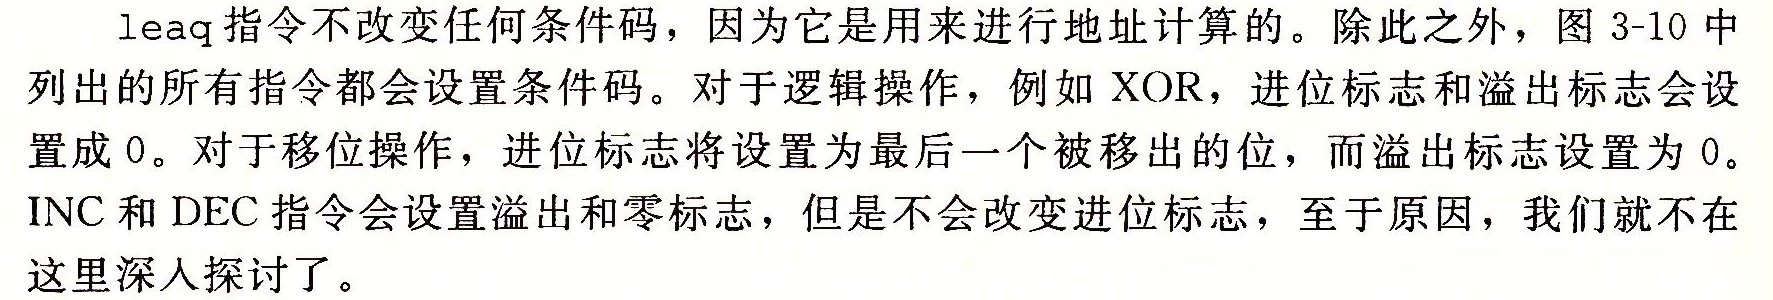 leaq指令不改变任何条件码，因为它是用来进行地址计算的。除此之外，图 3-10 中
列出的所有指令都会设置条件码。对于逻辑操作，例如 XOR，进位标志和溢出标志会设
置成 0。对于移位操作，进位标志将设置为最后一个被移出的位，而溢出标志设置为 0。
INC 和 DEC 指令会设置溢出和零标志，但是不会改变进位标志，至于原因，我们就不在
这里深入探讨了。